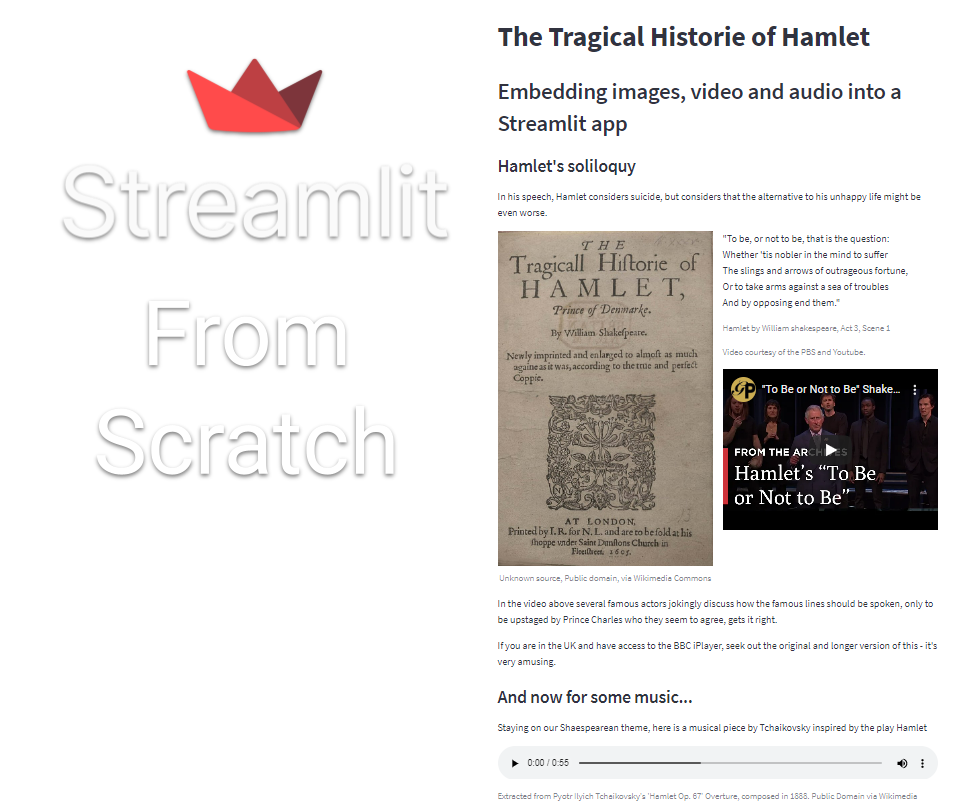 Streamlit
From
Scratch
The Tragical Historie of Hamlet
Embedding images, video and audio into a
Streamlit app
Hamlet's soliloquy
In his speech, Hamlet considers suicide, but considers that the alternative to his unhappy life might be
even worse.
THE
Tragicall Hiſtorie of
HAMLET,
Prince of Denmarke.
By William Shakeſpeare.
Newly imprinted and enlarged to almoſt as much
againe as it was, according to the true and perfect
Coppie.
AT LONDON,
Printed by I. R. for N. L. and are to be ſold at his
ſhoppe vnder Saint Dunſtons Church in
Fleetſtreet. 1605.
Unknown source, Public domain, via Wikimedia Commons
"To be, or not to be, that is the question:
Whether 'tis nobler in the mind to suffer
The slings and arrows of outrageous fortune,
Or to take arms against a sea of troubles
And by opposing end them."
Hamlet by William shakespeare, Act 3, Scene 1
Video courtesy of the PBS and Youtube.
GP "To Be or Not to Be" Shake...
FROM THE ARCHIVES
Hamlet's "To Be
or Not to Be"
In the video above several famous actors jokingly discuss how the famous lines should be spoken, only to
be upstaged by Prince Charles who they seem to agree, gets it right.
If you are in the UK and have access to the BBC iPlayer, seek out the original and longer version of this - it's
very amusing.
And now for some music...
Staying on our Shaespearean theme, here is a musical piece by Tchaikovsky inspired by the play Hamlet
0:00 / 0:55
Extracted from Pyotr Ilyich Tchaikovsky's 'Hamlet Op. 67' Overture, composed in 1888. Public Domain via Wikimedia